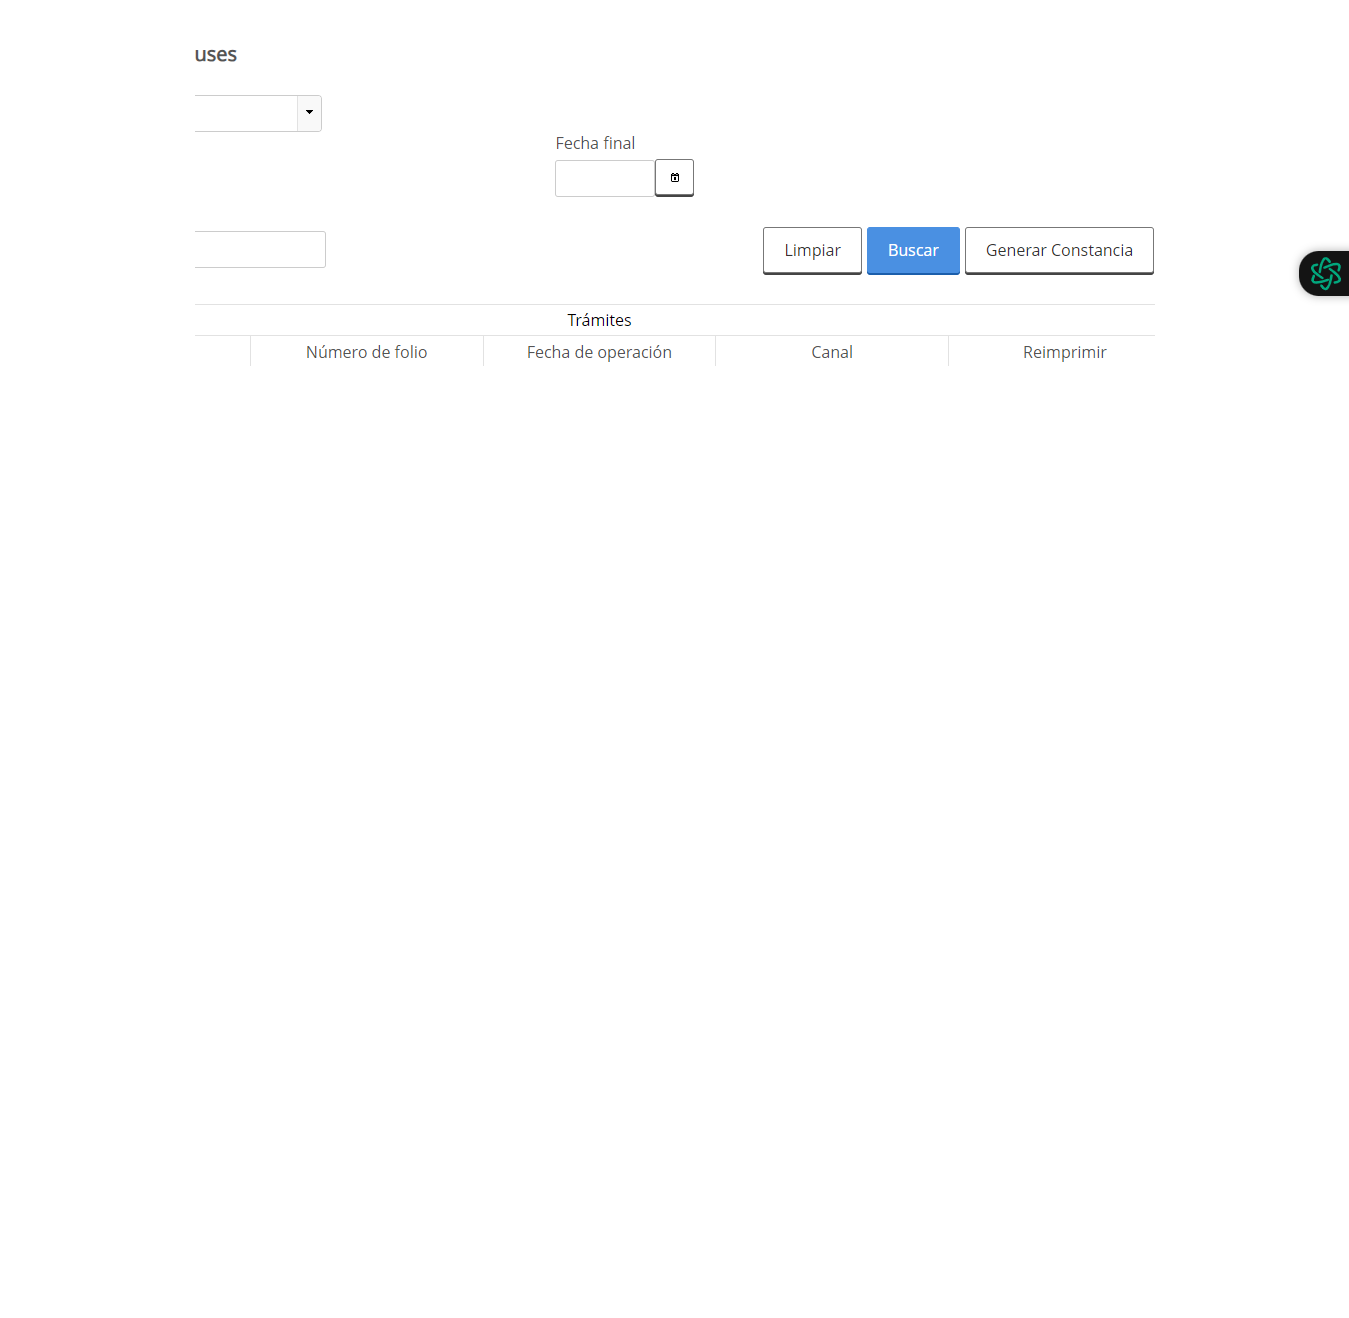 uses
Fecha final
Limpiar Buscar Generar Constancia
Trámites
Número de folio Fecha de operación Canal Reimprimir